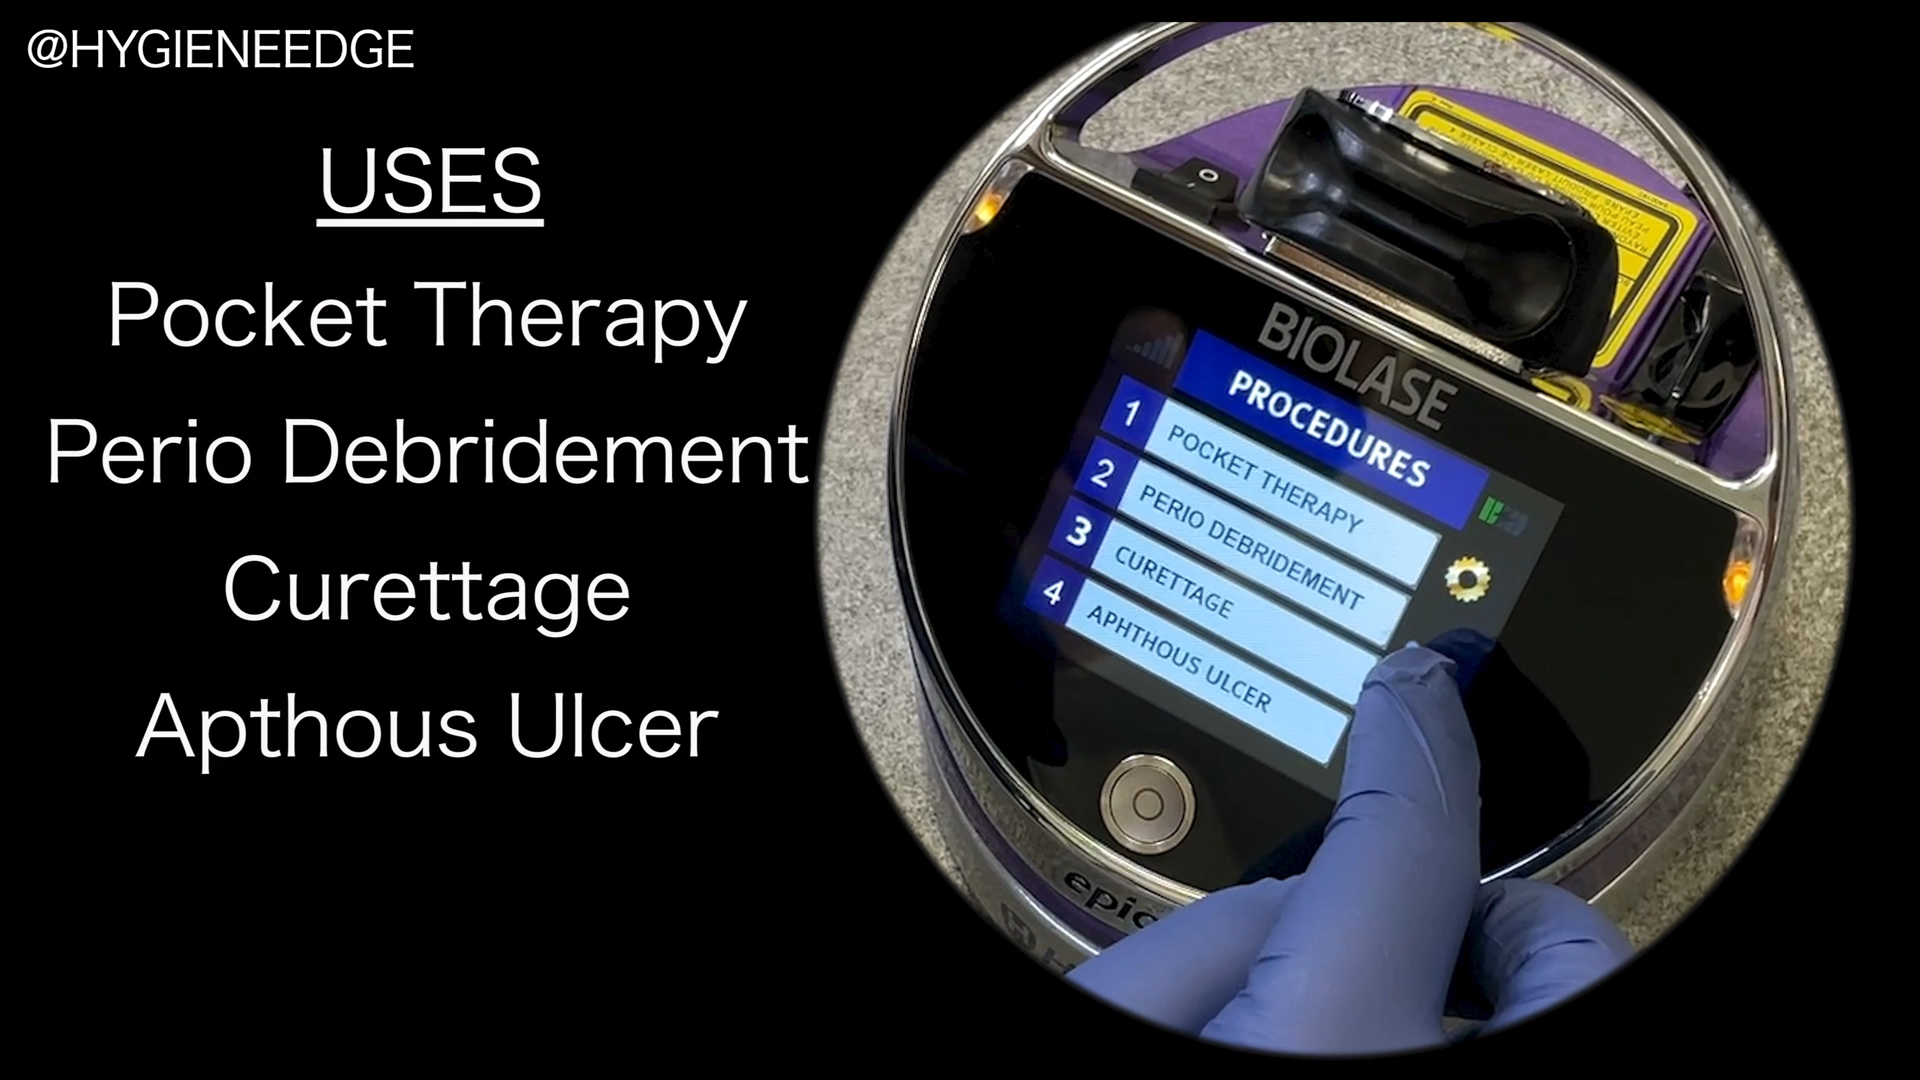 @HYGIENEEDGE
USES
Pocket Therapy
Perio Debridement
Curettage
Apthous Ulcer
BIOLASE
PROCEDURES
1 POCKET THERAPY
2 PERIO DEBRIDEMENT
3 CURETTAGE
4 APHTHOUS ULCER
epic